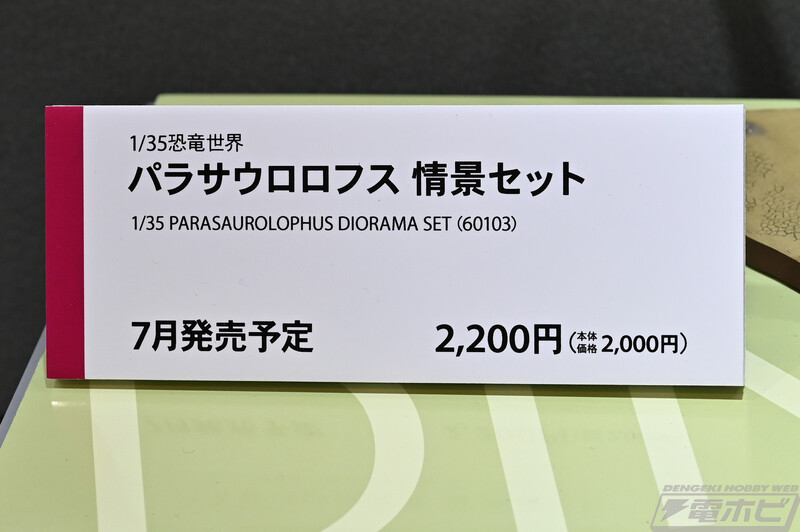 1/35恐竜世界
パラサウロロフス 情景セット
1/35 PARASAUROLOPHUS DIORAMA SET (60103)
7月発売予定 2,200円(本体価格 2,000円)
DENGEKI HOBBY WEB
電ホビ